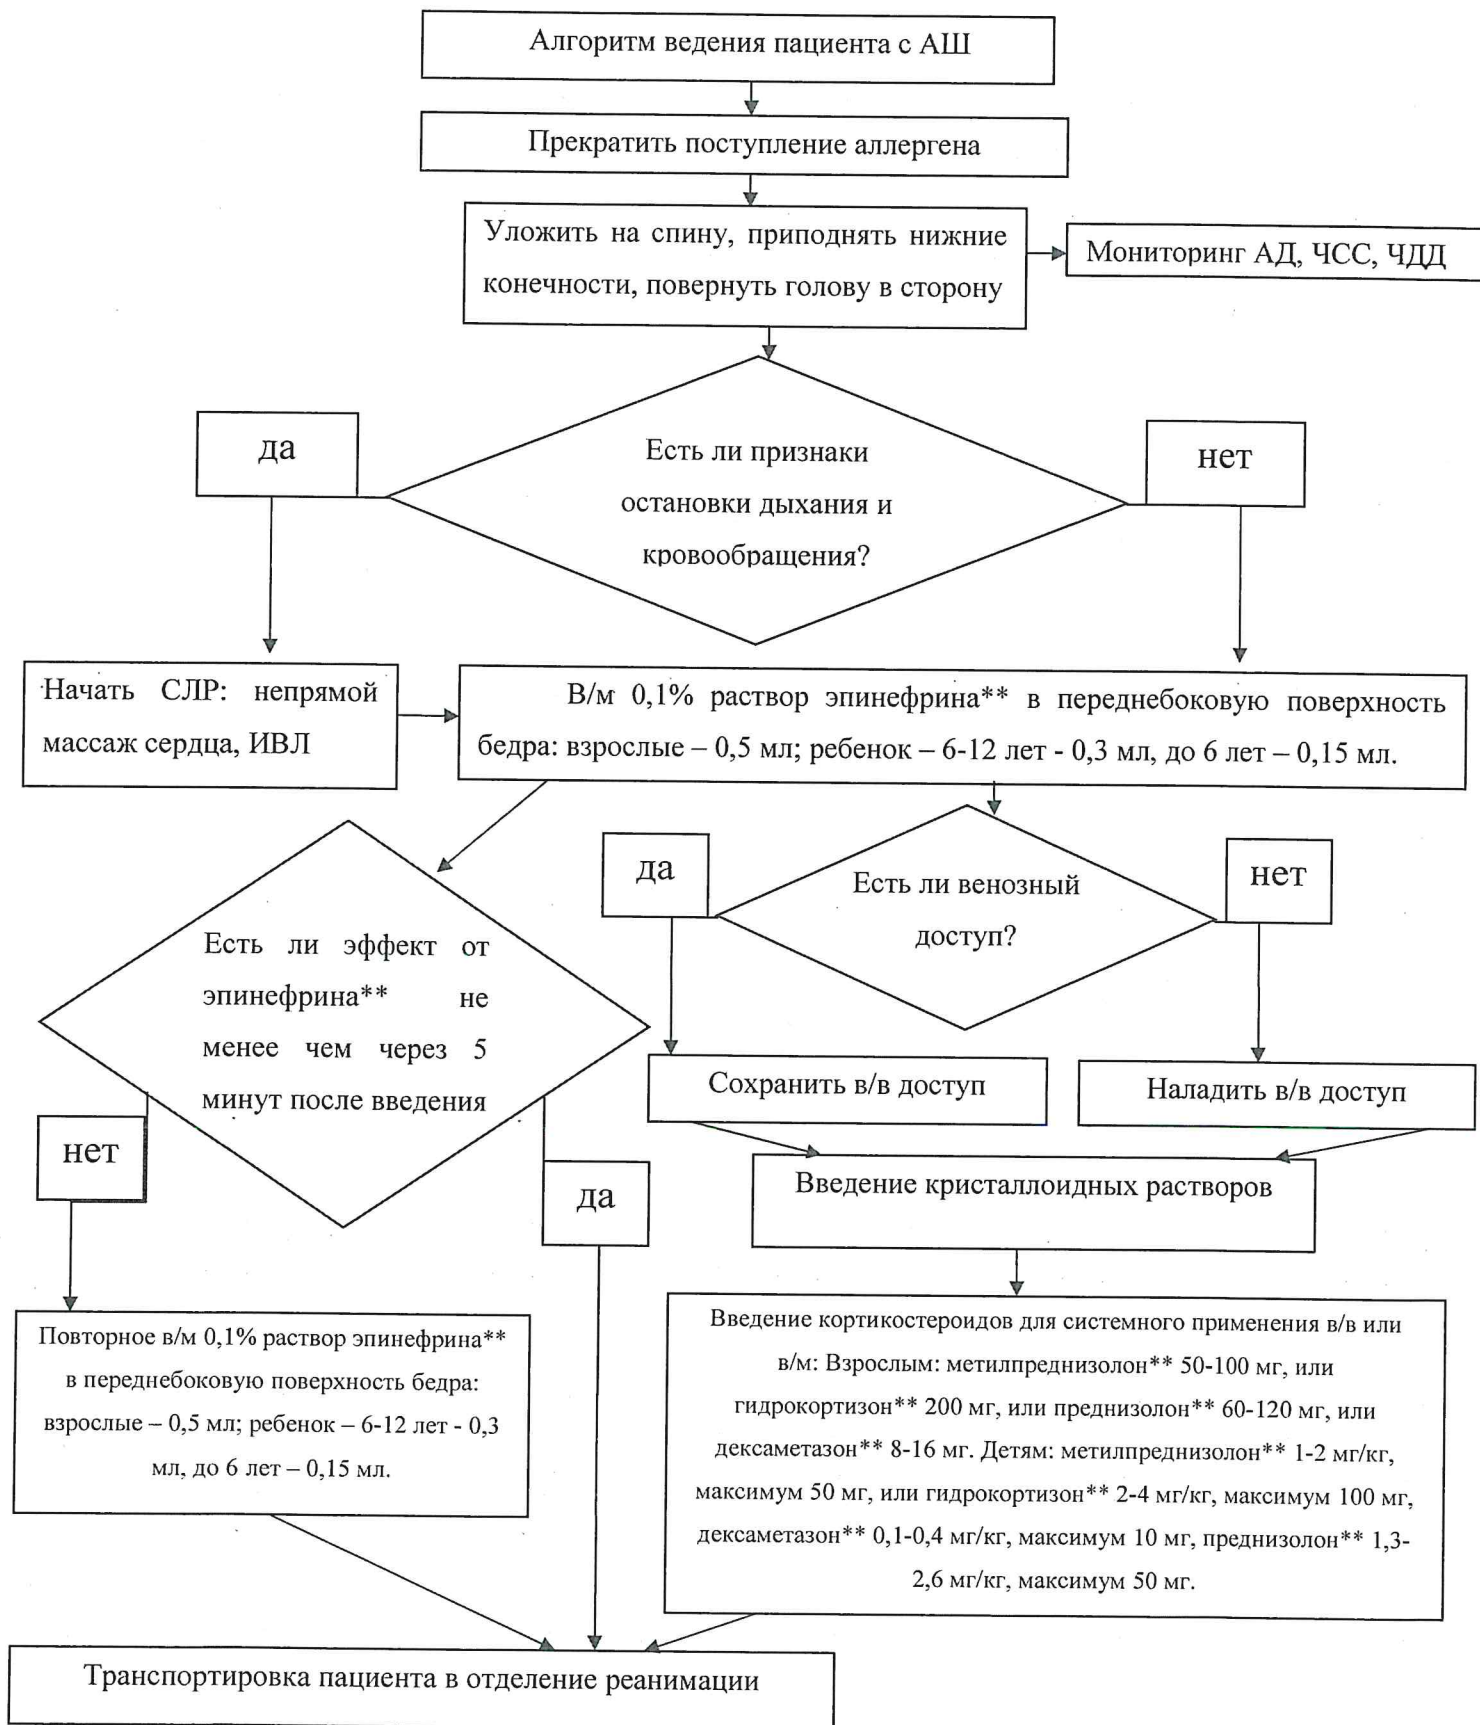 Алгоритм ведения пациента с АШ
Прекратить поступление аллергена
Уложить на спину, приподнять нижние
конечности, повернуть голову в сторону
Мониторинг АД, ЧСС, ЧДД
да
Есть ли признаки
остановки дыхания и
кровообращения?
нет
Начать СЛР: непрямой
массаж сердца, ИВЛ
В/м 0,1% раствор эпинефрина** в переднебоковую поверхность
бедра: взрослые – 0,5 мл; ребенок – 6-12 лет - 0,3 мл, до 6 лет – 0,15 мл.
Есть ли эффект от
эпинефрина** не
менее чем через 5
минут после введения
да
Есть ли венозный
доступ?
нет
Сохранить в/в доступ
Наладить в/в доступ
нет
да
Введение кристаллоидных растворов
Повторное в/м 0,1% раствор эпинефрина**
в переднебоковую поверхность бедра:
взрослые – 0,5 мл; ребенок – 6-12 лет - 0,3
мл, до 6 лет – 0,15 мл.
Введение кортикостероидов для системного применения в/в или
в/м: Взрослым: метилпреднизолон** 50-100 мг, или
гидрокортизон** 200 мг, или преднизолон** 60-120 мг, или
дексаметазон** 8-16 мг. Детям: метилпреднизолон** 1-2 мг/кг,
максимум 50 мг, или гидрокортизон** 2-4 мг/кг, максимум 100 мг,
дексаметазон** 0,1-0,4 мг/кг, максимум 10 мг, преднизолон** 1,3-
2,6 мг/кг, максимум 50 мг.
Транспортировка пациента в отделение реанимации